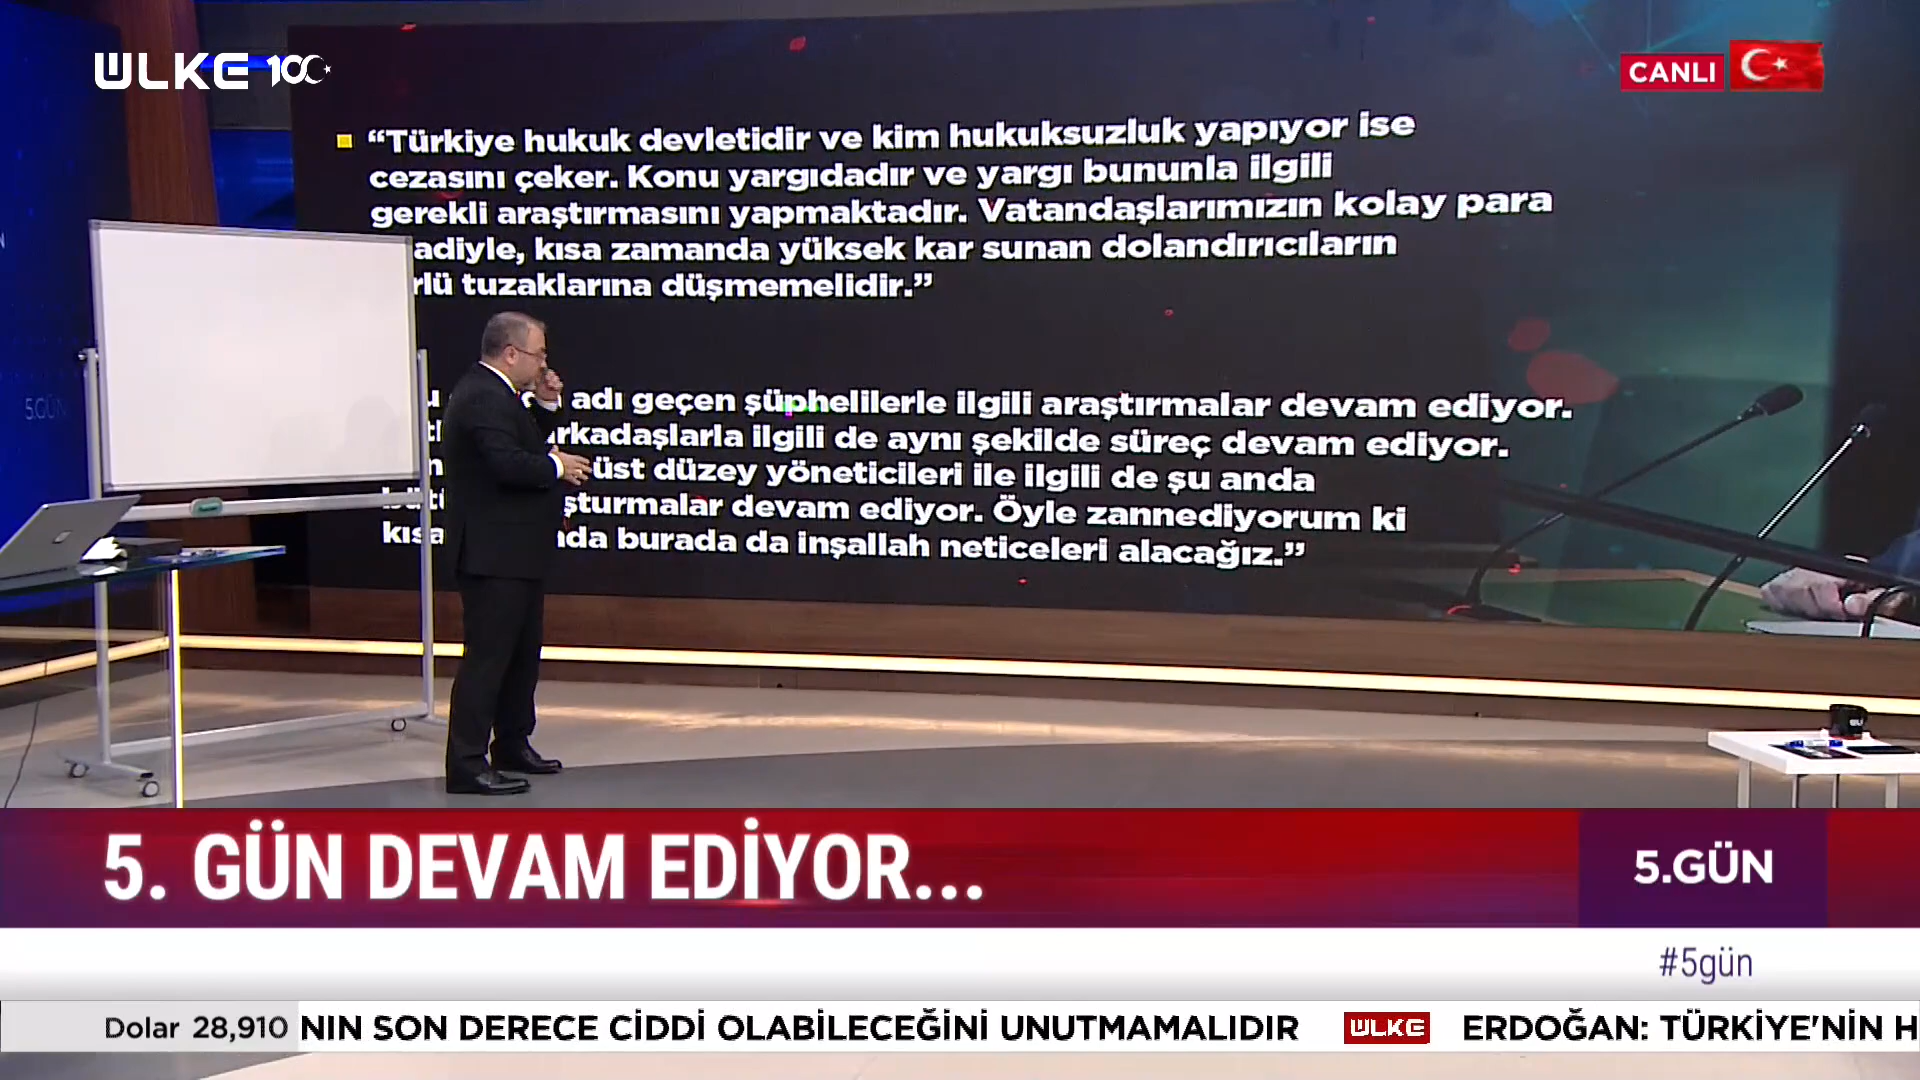 ULKE 100
CANLI
“Türkiye hukuk devletidir ve kim hukuksuzluk yapıyor ise
cezasını çeker. Konu yargıdadır ve yargı bununla ilgili
gerekli araştırmasını yapmaktadır. Vatandaşlarımızın kolay para
adiyle, kısa zamanda yüksek kar sunan dolandırıcıların
rlü tuzaklarına düşmemelidir.”
adı geçen şüphelilerle ilgili araştırmalar devam ediyor.
rkadaşlarla ilgili de aynı şekilde süreç devam ediyor.
üst düzey yöneticileri ile ilgili de şu anda
şturmalar devam ediyor. Öyle zannediyorum ki
kısa nda burada da inşallah neticeleri alacağız.”
5.GÜN
5. GÜN DEVAM EDİYOR...
5.GÜN
#5gün
Dolar 28,910 NIN SON DERECE CİDDİ OLABİLECEĞİNİ UNUTMAMALIDIR ULKE ERDOĞAN: TÜRKİYE'NİN H